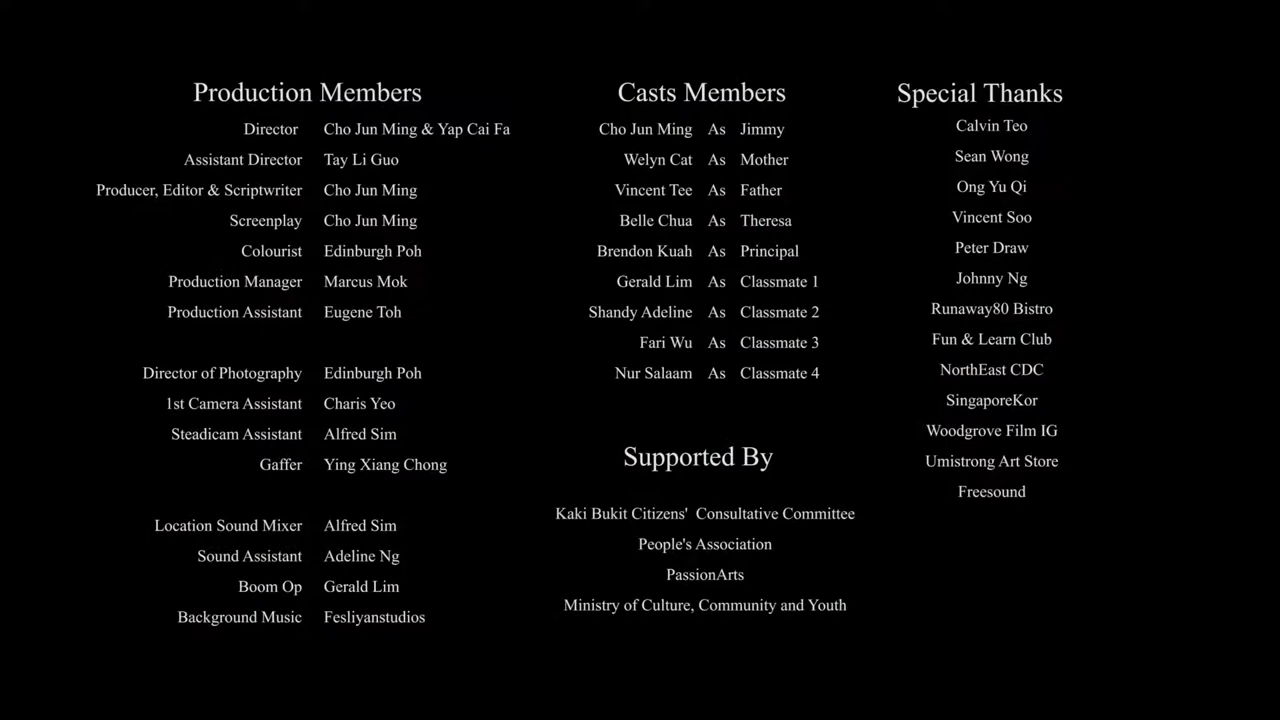 Production Members
Director Cho Jun Ming & Yap Cai Fa
Assistant Director Tay Li Guo
Producer, Editor & Scriptwriter Cho Jun Ming
Screenplay Cho Jun Ming
Colourist Edinburgh Poh
Production Manager Marcus Mok
Production Assistant Eugene Toh
Director of Photography Edinburgh Poh
1st Camera Assistant Charis Yeo
Steadicam Assistant Alfred Sim
Gaffer Ying Xiang Chong
Location Sound Mixer Alfred Sim
Sound Assistant Adeline Ng
Boom Op Gerald Lim
Background Music Fesliyanstudios
Casts Members
Cho Jun Ming As Jimmy
Welyn Cat As Mother
Vincent Tee As Father
Belle Chua As Theresa
Brendon Kuah As Principal
Gerald Lim As Classmate 1
Shandy Adeline As Classmate 2
Fari Wu As Classmate 3
Nur Salaam As Classmate 4
Supported By
Kaki Bukit Citizens' Consultative Committee
People's Association
PassionArts
Ministry of Culture, Community and Youth
Special Thanks
Calvin Teo
Sean Wong
Ong Yu Qi
Vincent Soo
Peter Draw
Johnny Ng
Runaway80 Bistro
Fun & Learn Club
NorthEast CDC
SingaporeKor
Woodgrove Film IG
Umistrong Art Store
Freesound